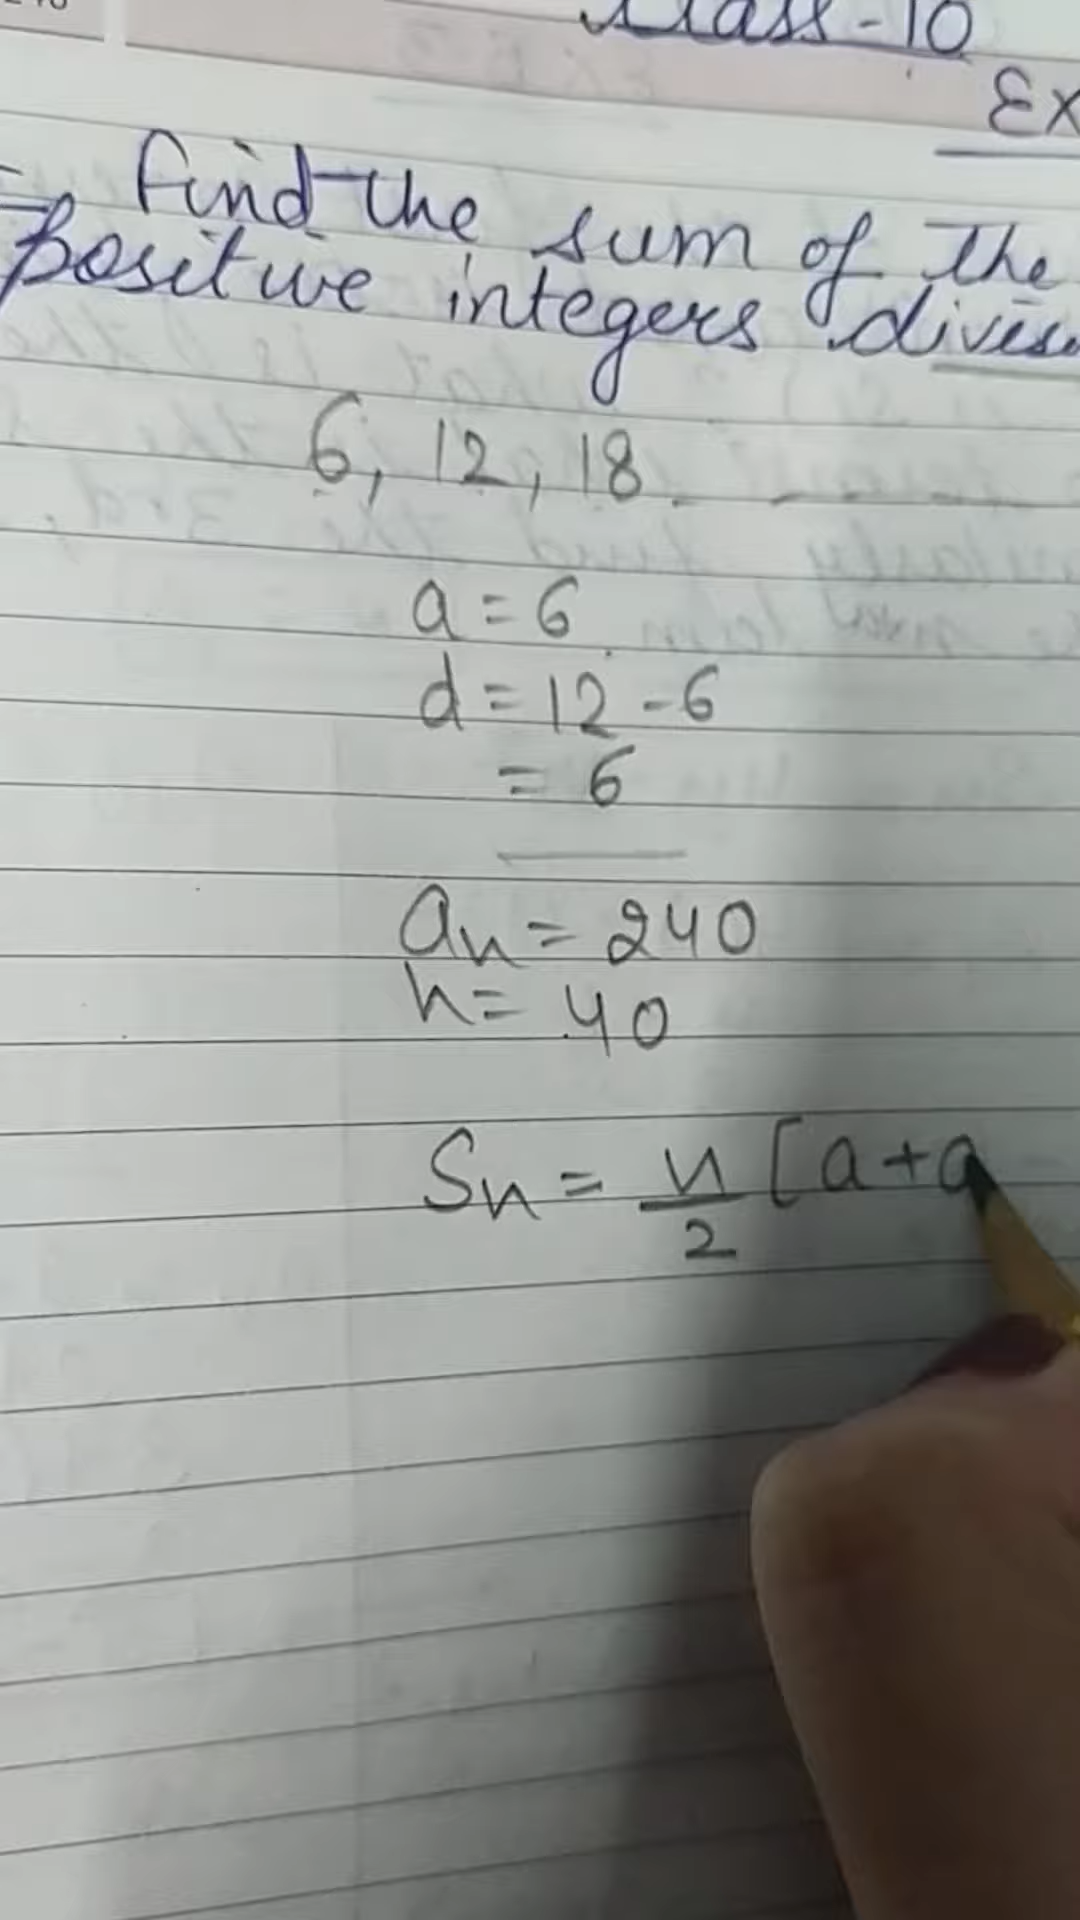 Class-10
Ex
Find the sum of the
positive integers divis
6, 12, 18
a = 6
d = 12 - 6
= 6
an = 240
n = 40
Sn = n/2 [a+a